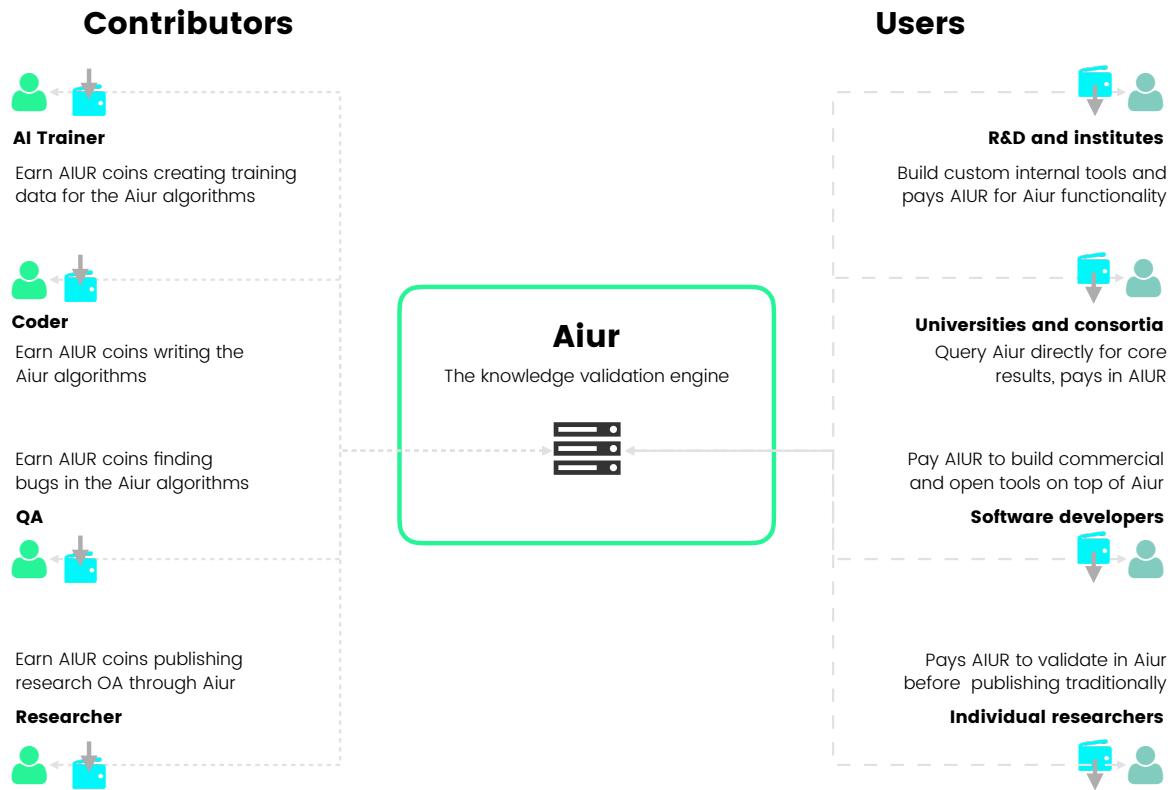 Contributors
Users
AI Trainer
Earn AIUR coins creating training
data for the Aiur algorithms
Coder
Earn AIUR coins writing the
Aiur algorithms
Earn AIUR coins finding
bugs in the Aiur algorithms
QA
Earn AIUR coins publishing
research OA through Aiur
Researcher
Aiur
The knowledge validation engine
R&D and institutes
Build custom internal tools and
pays AIUR for Aiur functionality
Universities and consortia
Query Aiur directly for core
results, pays in AIUR
Pay AIUR to build commercial
and open tools on top of Aiur
Software developers
Pays AIUR to validate in Aiur
before publishing traditionally
Individual researchers